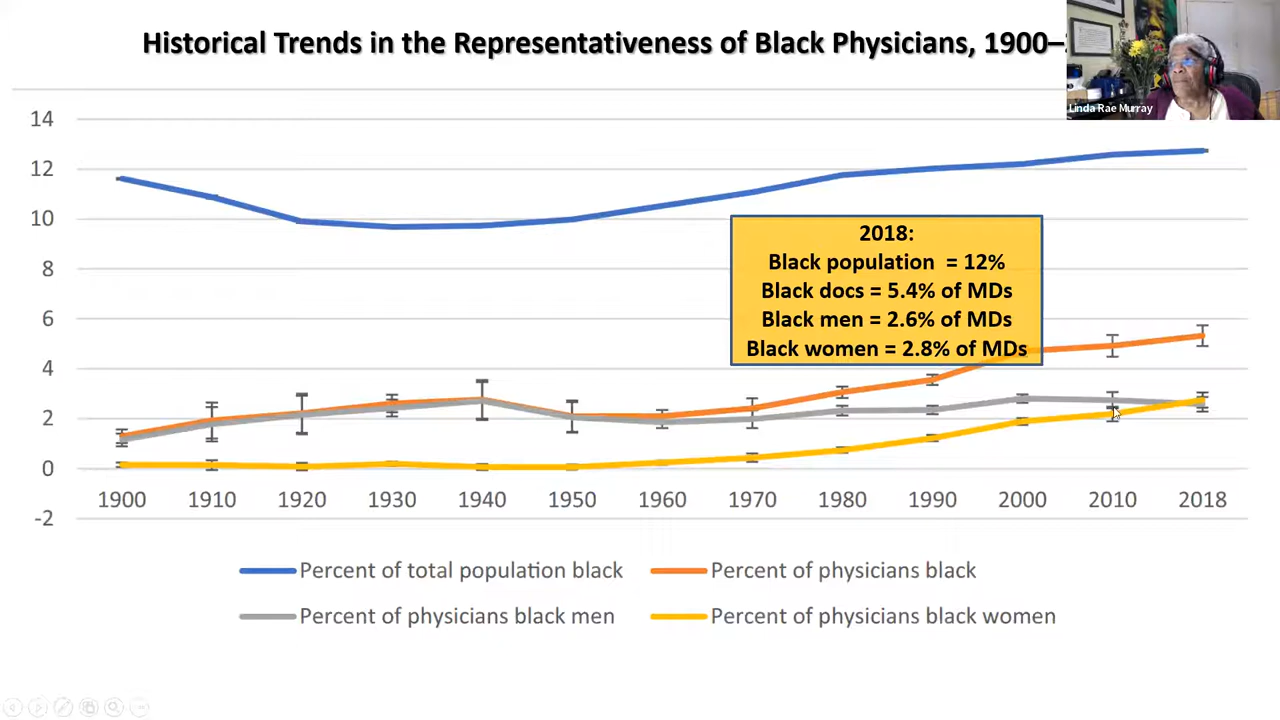 Historical Trends in the Representativeness of Black Physicians, 1900–
Linda Rae Murray
14
12
10
8
6
4
2
0
-2
2018:
Black population = 12%
Black docs = 5.4% of MDs
Black men = 2.6% of MDs
Black women = 2.8% of MDs
1900 1910 1920 1930 1940 1950 1960 1970 1980 1990 2000 2010 2018
Percent of total population black
Percent of physicians black
Percent of physicians black men
Percent of physicians black women